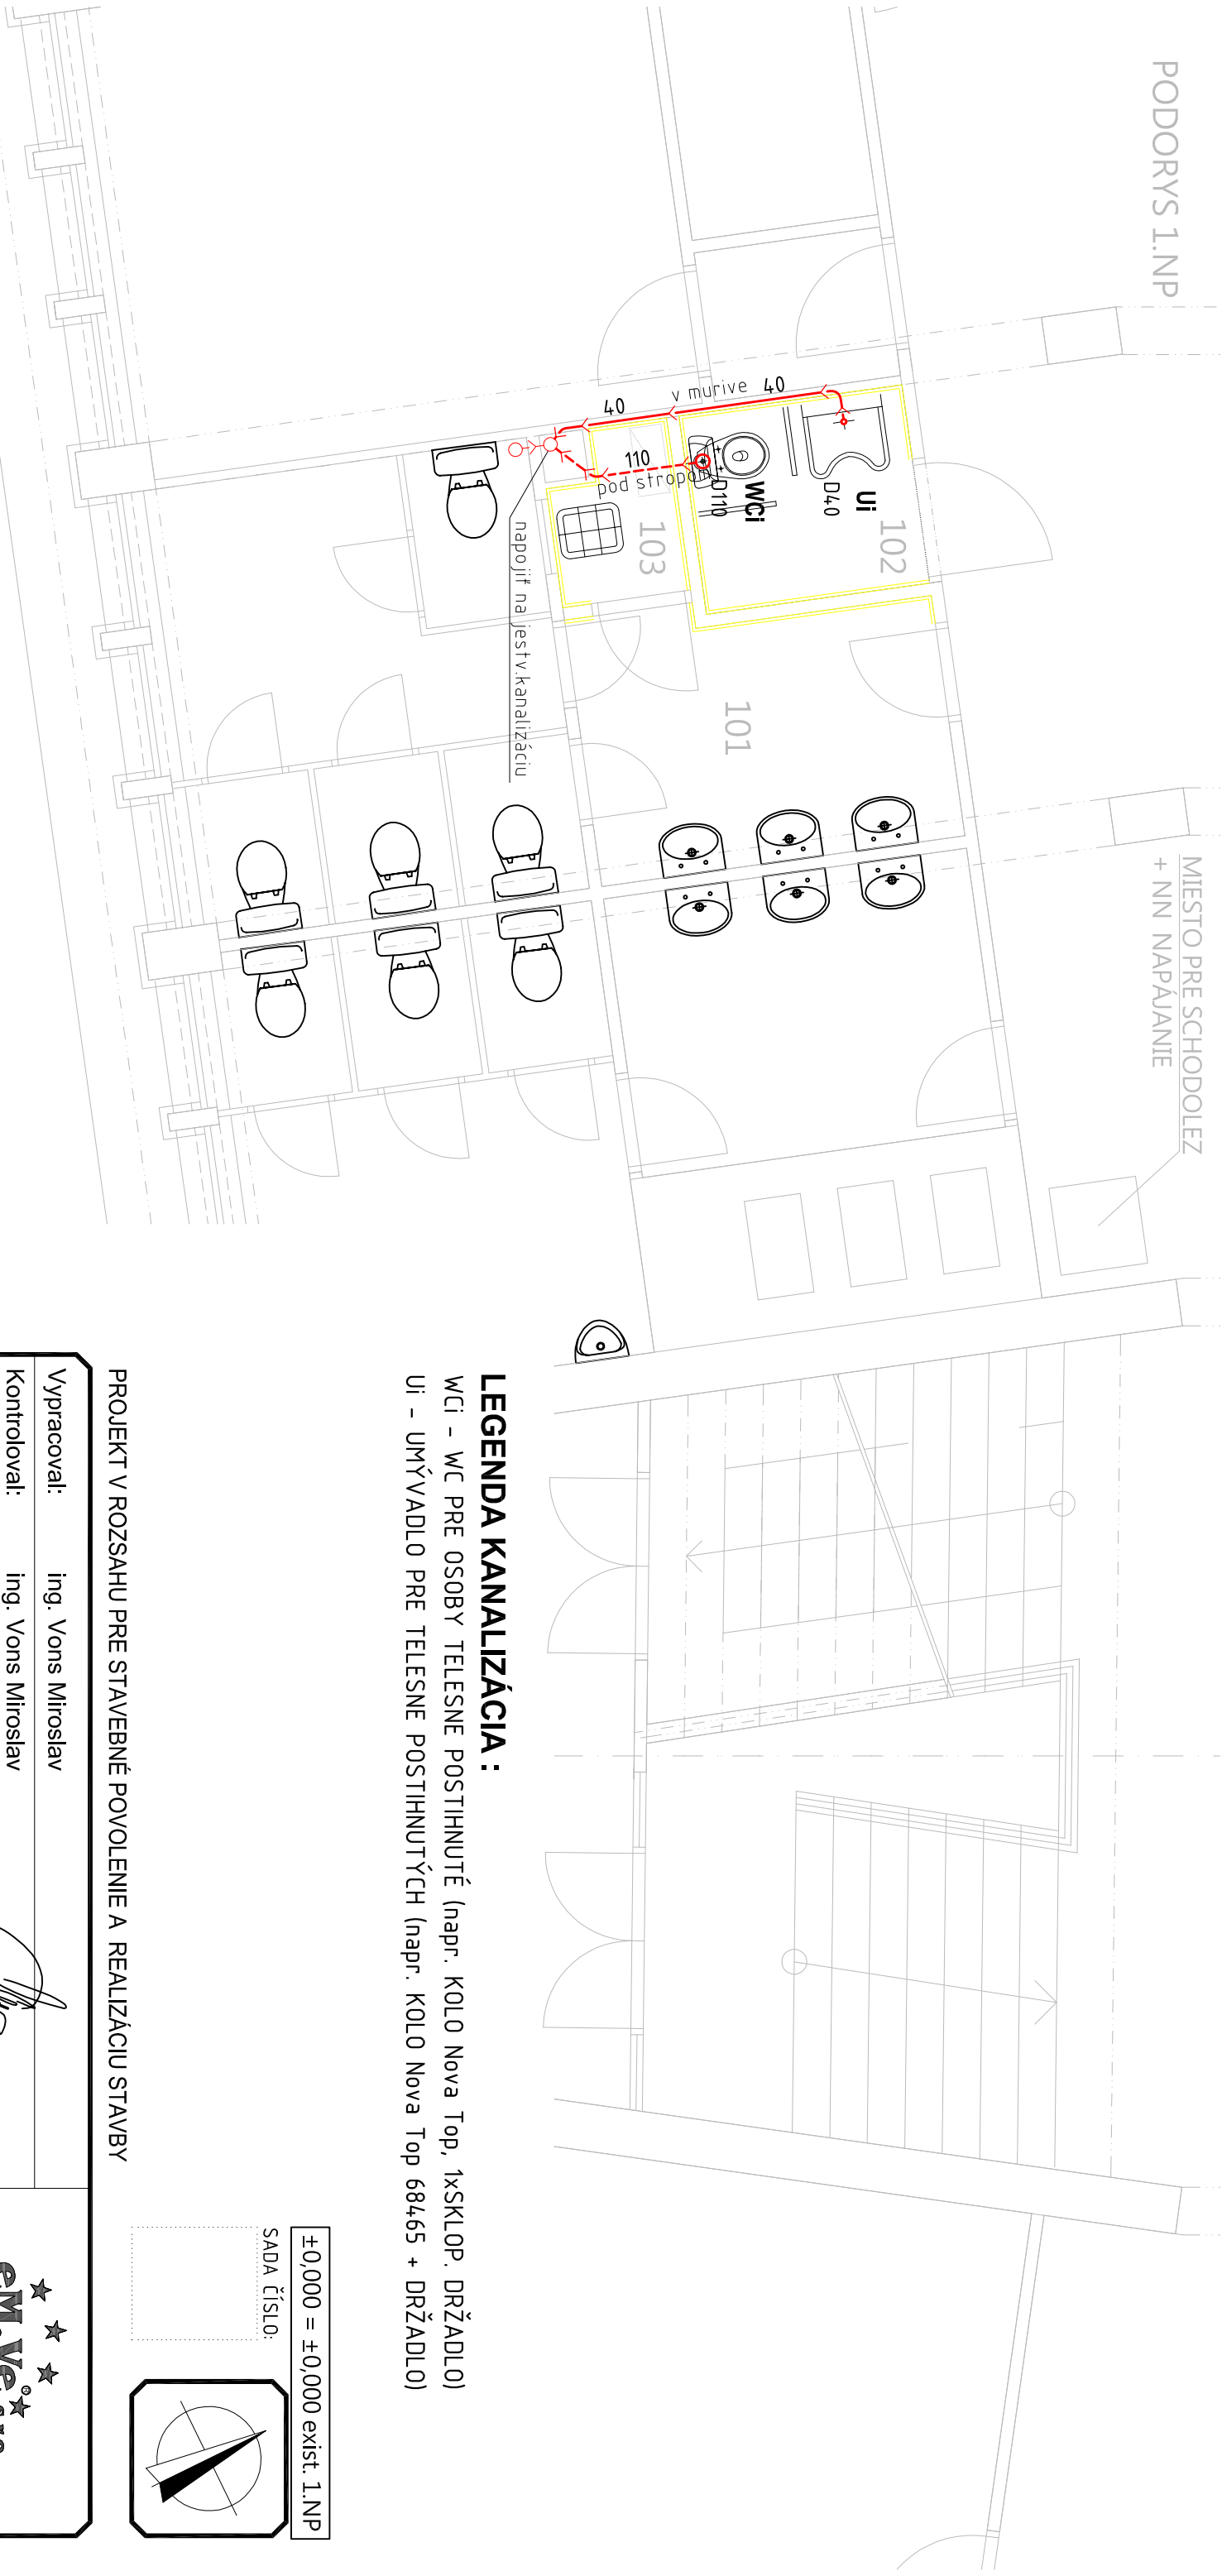 PODORYS 1.NP
MIESTO PRE SCHODOLEZ
+ NN NAPÁJANIE
102
Ui
D40
WCi
D110
v murive
40
40
110
pod stropom
103
101
napojiť na jestv.kanalizáciu
LEGENDA KANALIZÁCIA :
WCi - WC PRE OSOBY TELESNE POSTIHNUTÉ (napr. KOLO Nova Top, 1xSKLOP. DRŽADLO)
Ui - UMÝVADLO PRE TELESNE POSTIHNUTÝCH (napr. KOLO Nova Top 68465 + DRŽADLO)
±0,000 = ±0,000 exist. 1.NP
SADA ČÍSLO:
PROJEKT V ROZSAHU PRE STAVEBNÉ POVOLENIE A REALIZÁCIU STAVBY
Vypracoval: ing. Vons Miroslav
Kontroloval: ing. Vons Miroslav
eM.Ve®